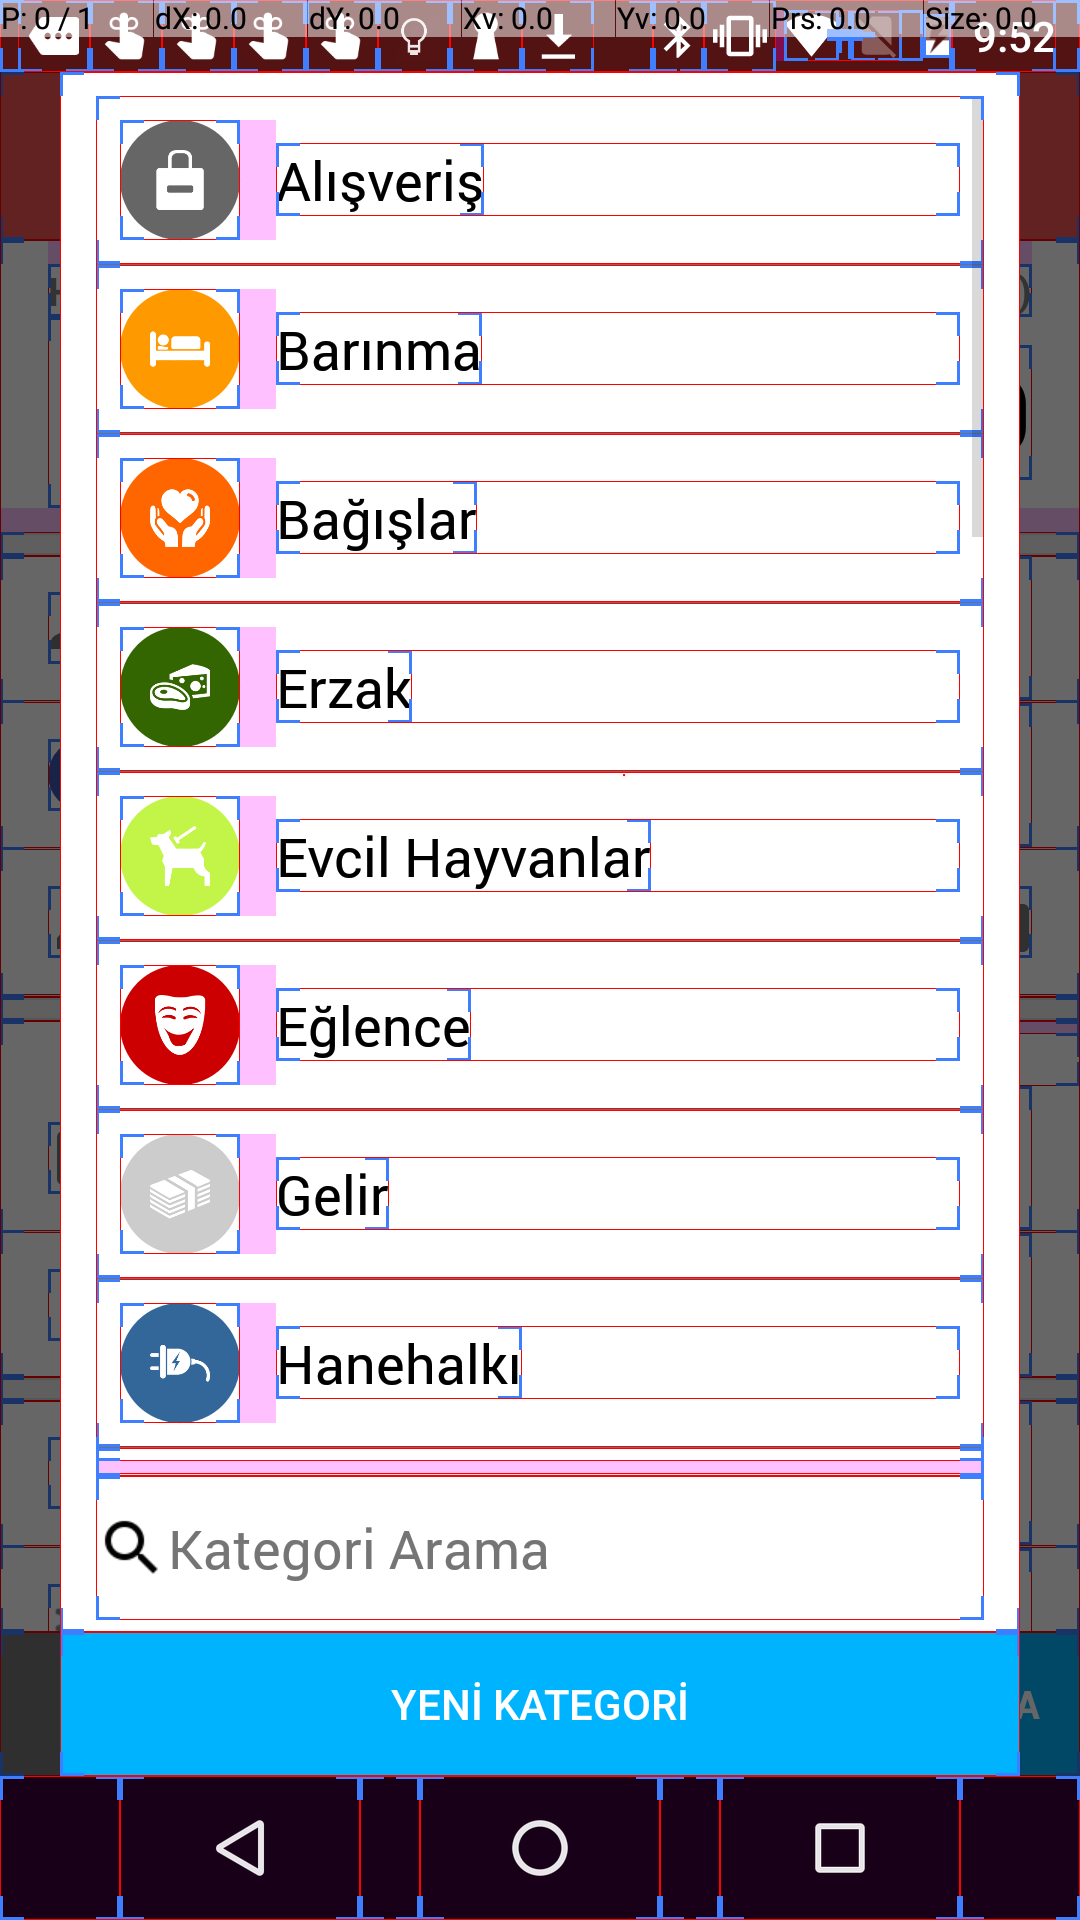 P: 0 / 1 dX: 0.0 dY: 0.0 Xv: 0.0 Yv: 0.0 Prs: 0.0 Size: 0.0
9:52
Alışveriş
Barınma
Bağışlar
Erzak
Evcil Hayvanlar
Eğlence
Gelir
Hanehalkı
Kategori Arama
YENİ KATEGORİ
A